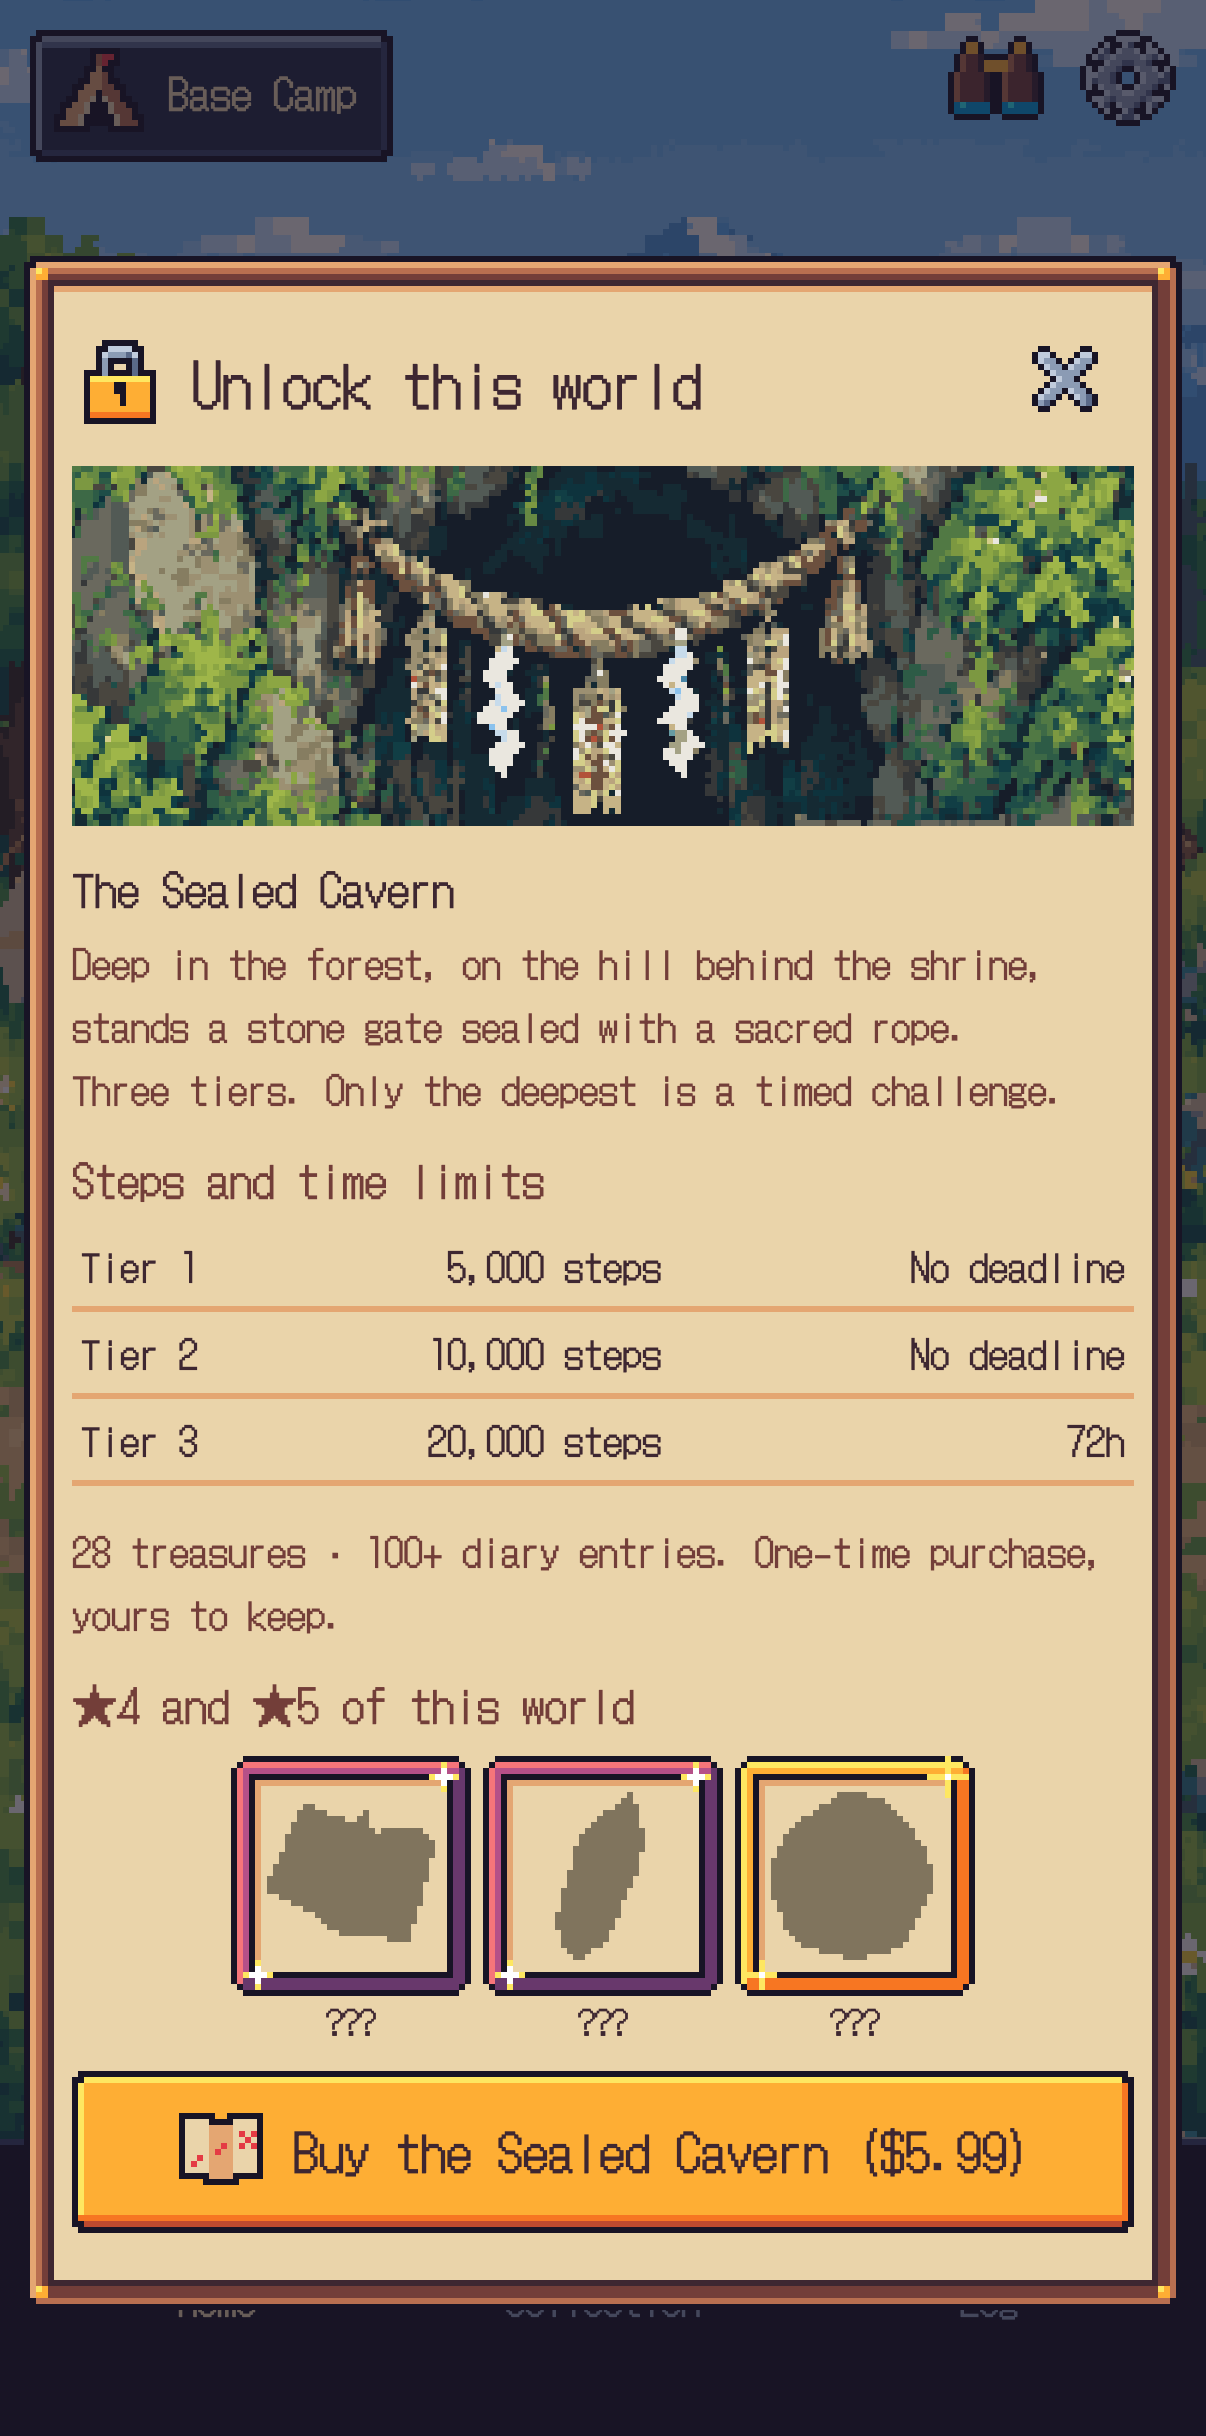 Base Camp
Unlock this world
The Sealed Cavern
Deep in the forest, on the hill behind the shrine,
stands a stone gate sealed with a sacred rope.
Three tiers. Only the deepest is a timed challenge.
Steps and time limits
Tier 1 5,000 steps No deadline
Tier 2 10,000 steps No deadline
Tier 3 20,000 steps 72h
28 treasures · 100+ diary entries. One-time purchase,
yours to keep.
★4 and ★5 of this world
??? ??? ???
Buy the Sealed Cavern ($5.99)